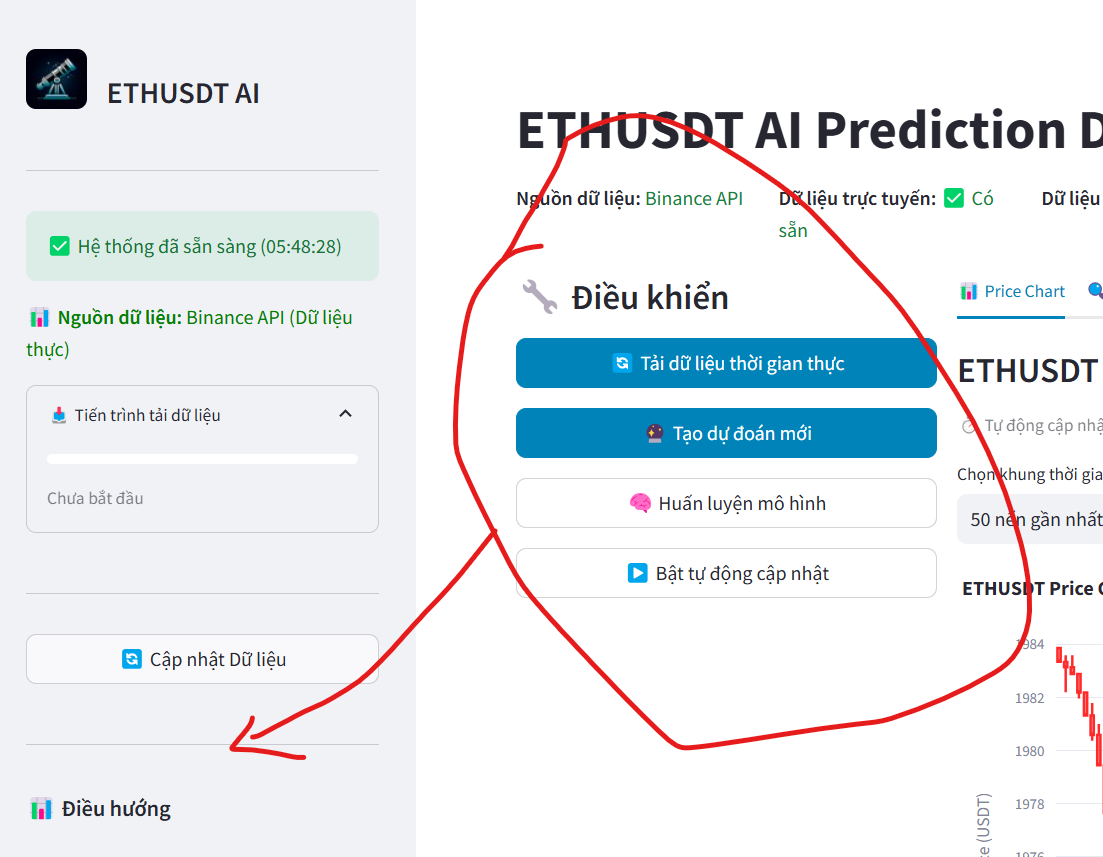 ETHUSDT AI
✅ Hệ thống đã sẵn sàng (05:48:28)
📊 Nguồn dữ liệu: Binance API (Dữ liệu
thực)
📥 Tiến trình tải dữ liệu
Chưa bắt đầu
🔄 Cập nhật Dữ liệu
📊 Điều hướng
ETHUSDT AI Prediction D
Nguồn dữ liệu: Binance API
Dữ liệu trực tuyến: ✅ Có
sẵn
Dữ liệu
🔧 Điều khiển
🔄 Tải dữ liệu thời gian thực
🔮 Tạo dự đoán mới
🧠 Huấn luyện mô hình
▶️ Bật tự động cập nhật
📊 Price Chart
ETHUSDT
⏱ Tự động cập nhậ
Chọn khung thời gia
50 nến gần nhất
ETHUSDT Price C
1984
1982
1980
1978
1976
ce (USDT)